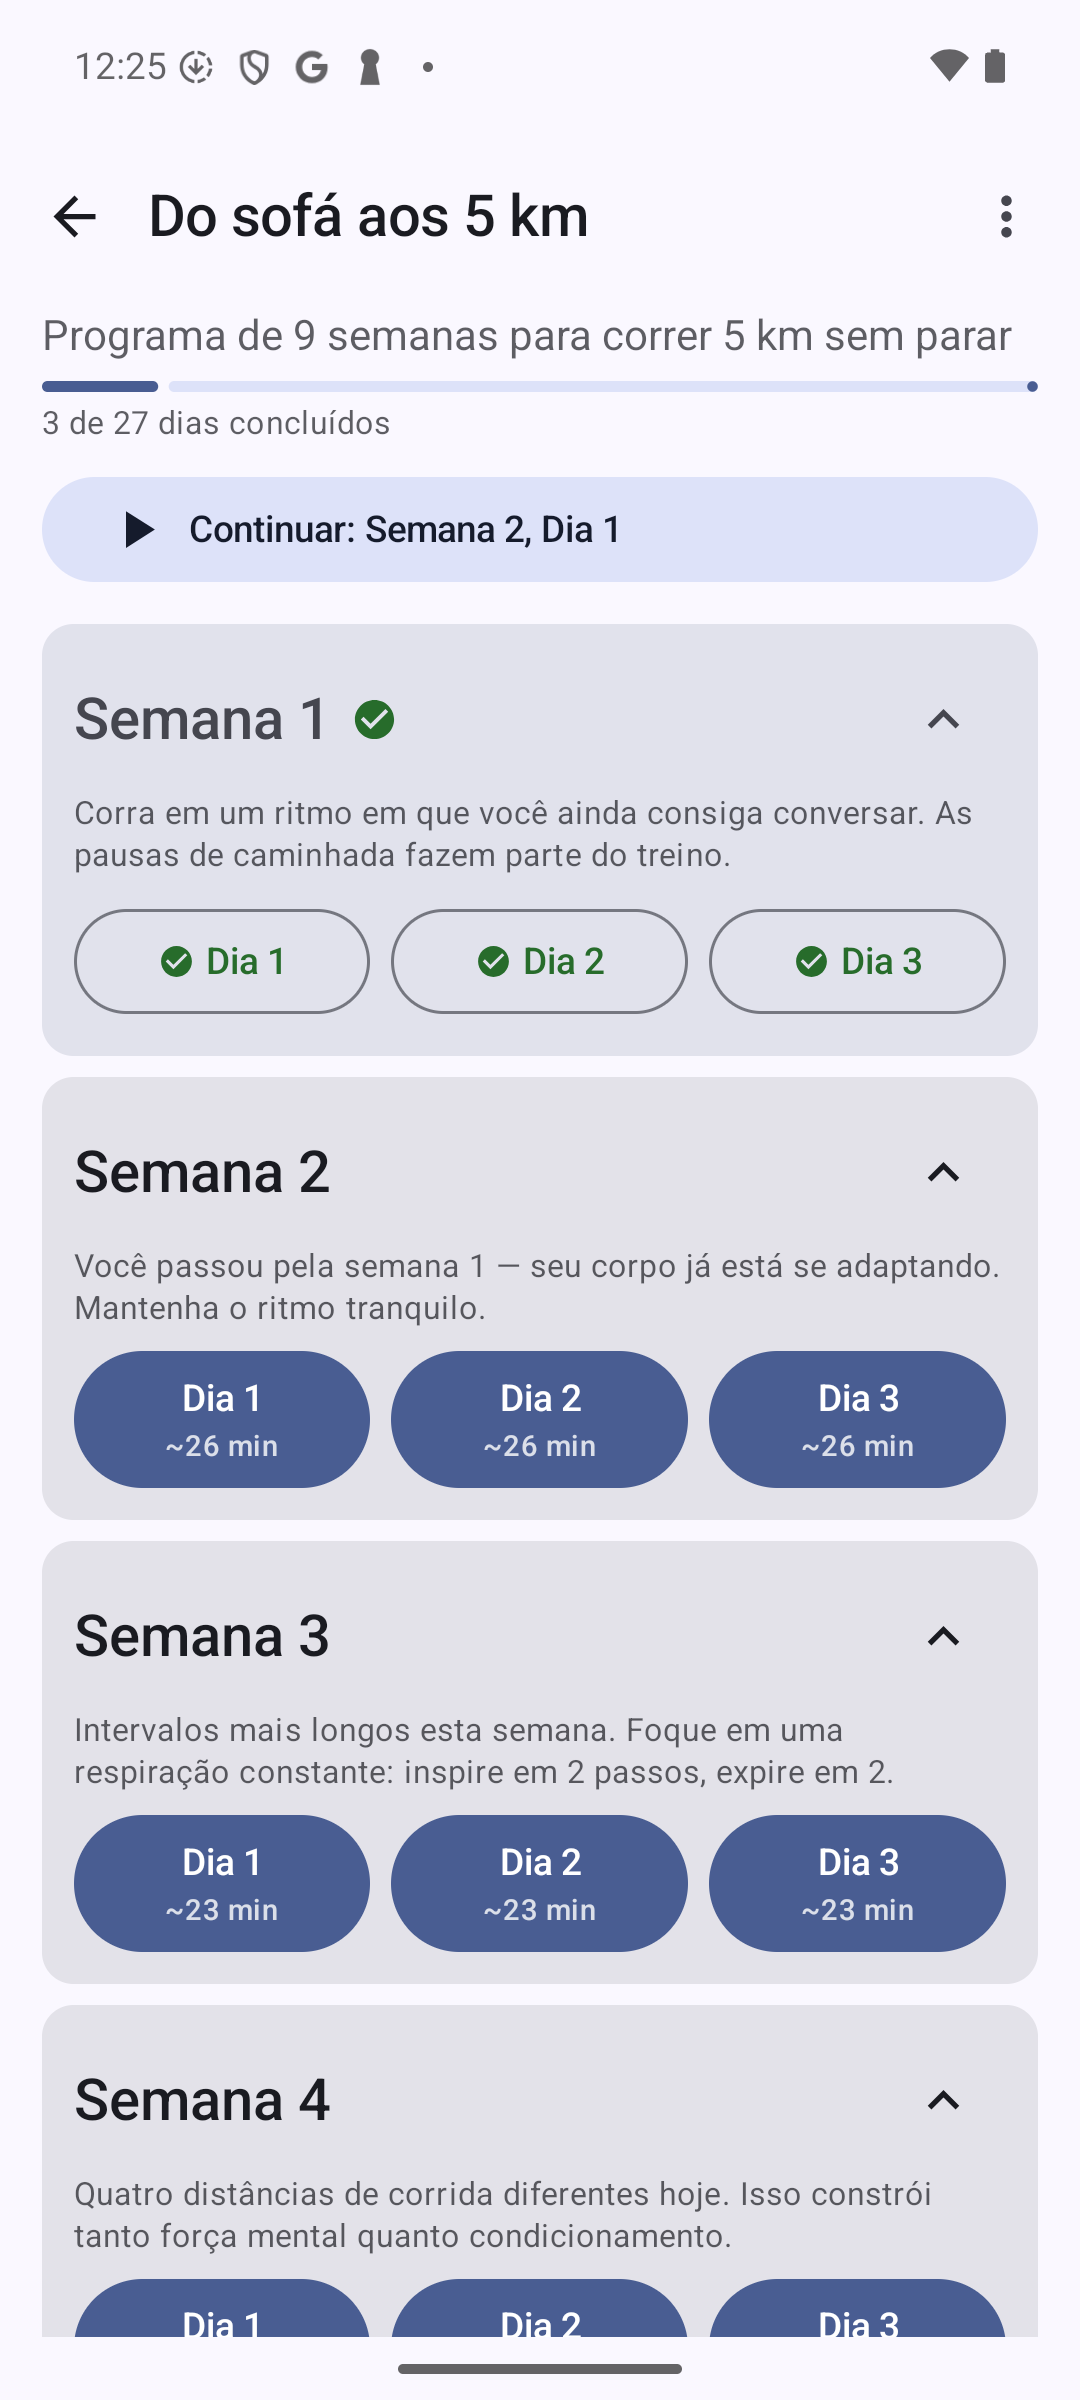 12:25
Do sofá aos 5 km
Programa de 9 semanas para correr 5 km sem parar
3 de 27 dias concluídos
Continuar: Semana 2, Dia 1
Semana 1
Corra em um ritmo em que você ainda consiga conversar. As
pausas de caminhada fazem parte do treino.
Dia 1 Dia 2 Dia 3
Semana 2
Você passou pela semana 1 — seu corpo já está se adaptando.
Mantenha o ritmo tranquilo.
Dia 1 Dia 2 Dia 3
~26 min ~26 min ~26 min
Semana 3
Intervalos mais longos esta semana. Foque em uma
respiração constante: inspire em 2 passos, expire em 2.
Dia 1 Dia 2 Dia 3
~23 min ~23 min ~23 min
Semana 4
Quatro distâncias de corrida diferentes hoje. Isso constrói
tanto força mental quanto condicionamento.
Dia 1 Dia 2 Dia 3